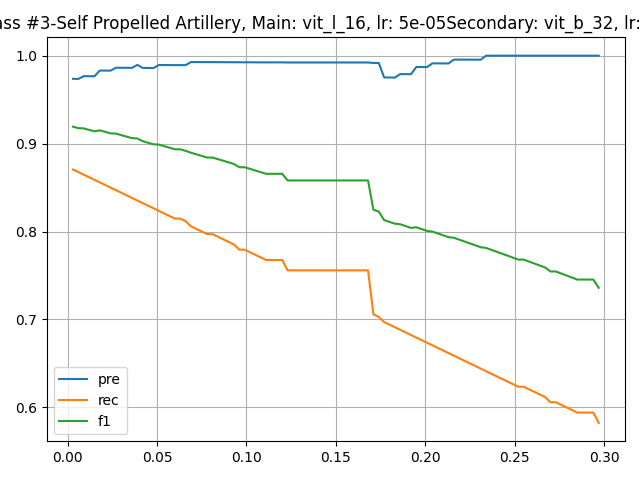 ass #3-Self Propelled Artillery, Main: vit_l_16, lr: 5e-05Secondary: vit_b_32, lr:
1.0
0.9
0.8
0.7
0.6
pre
rec
f1
0.00 0.05 0.10 0.15 0.20 0.25 0.30